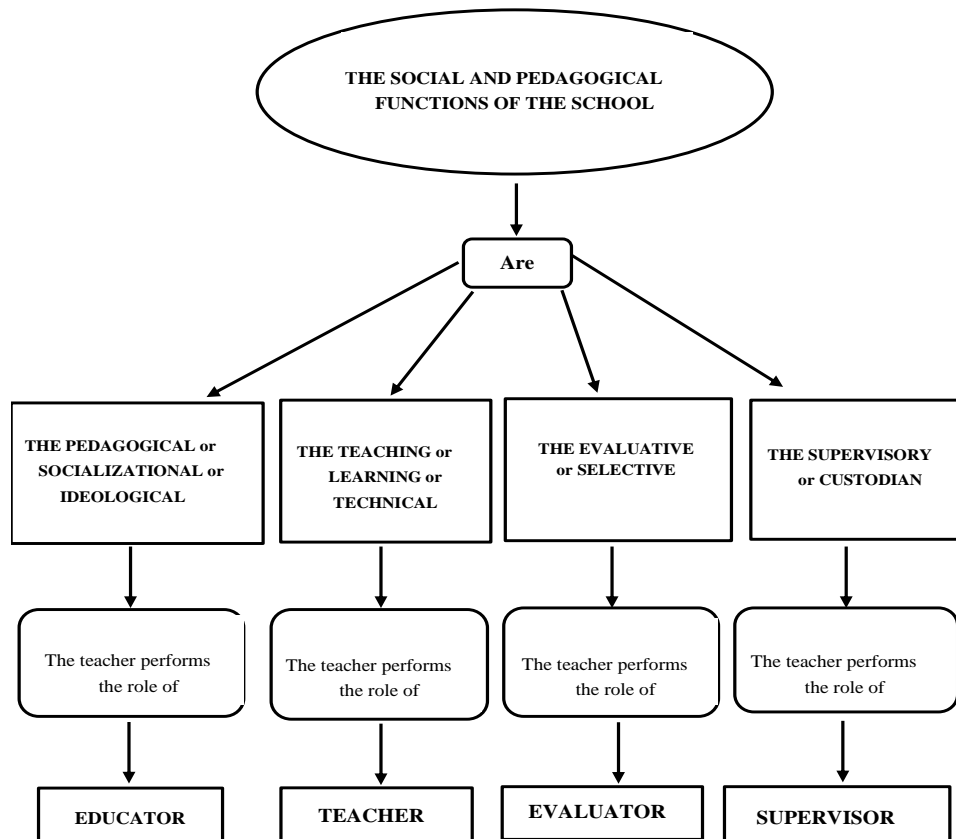 THE SOCIAL AND PEDAGOGICAL
FUNCTIONS OF THE SCHOOL
Are
THE PEDAGOGICAL or
SOCIALIZATIONAL or
IDEOLOGICAL
THE TEACHING or
LEARNING or
TECHNICAL
THE EVALUATIVE
or SELECTIVE
THE SUPERVISORY
or CUSTODIAN
The teacher performs
the role of
The teacher performs
the role of
The teacher performs
the role of
The teacher performs
the role of
EDUCATOR
TEACHER
EVALUATOR
SUPERVISOR